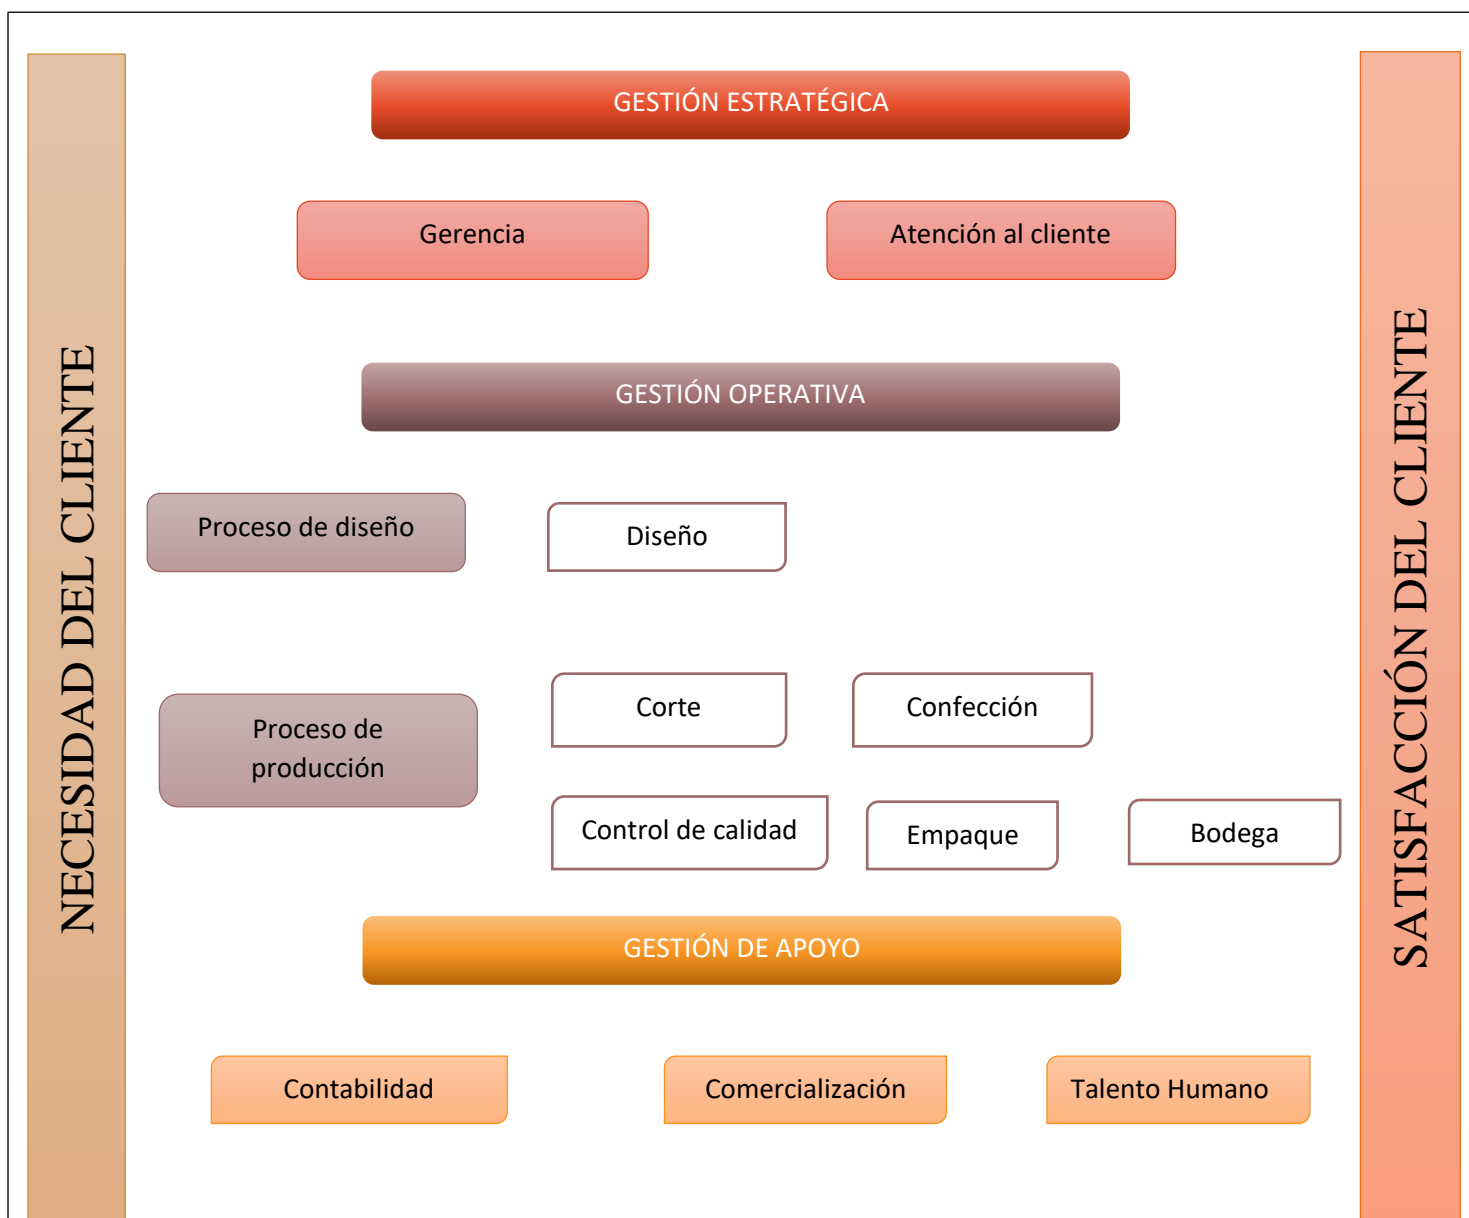 NECESIDAD DEL CLIENTE
GESTIÓN ESTRATÉGICA
Gerencia
Atención al cliente
GESTIÓN OPERATIVA
Proceso de diseño
Diseño
Proceso de
producción
Corte
Confección
Control de calidad
Empaque
Bodega
GESTIÓN DE APOYO
Contabilidad
Comercialización
Talento Humano
SATISFACCIÓN DEL CLIENTE